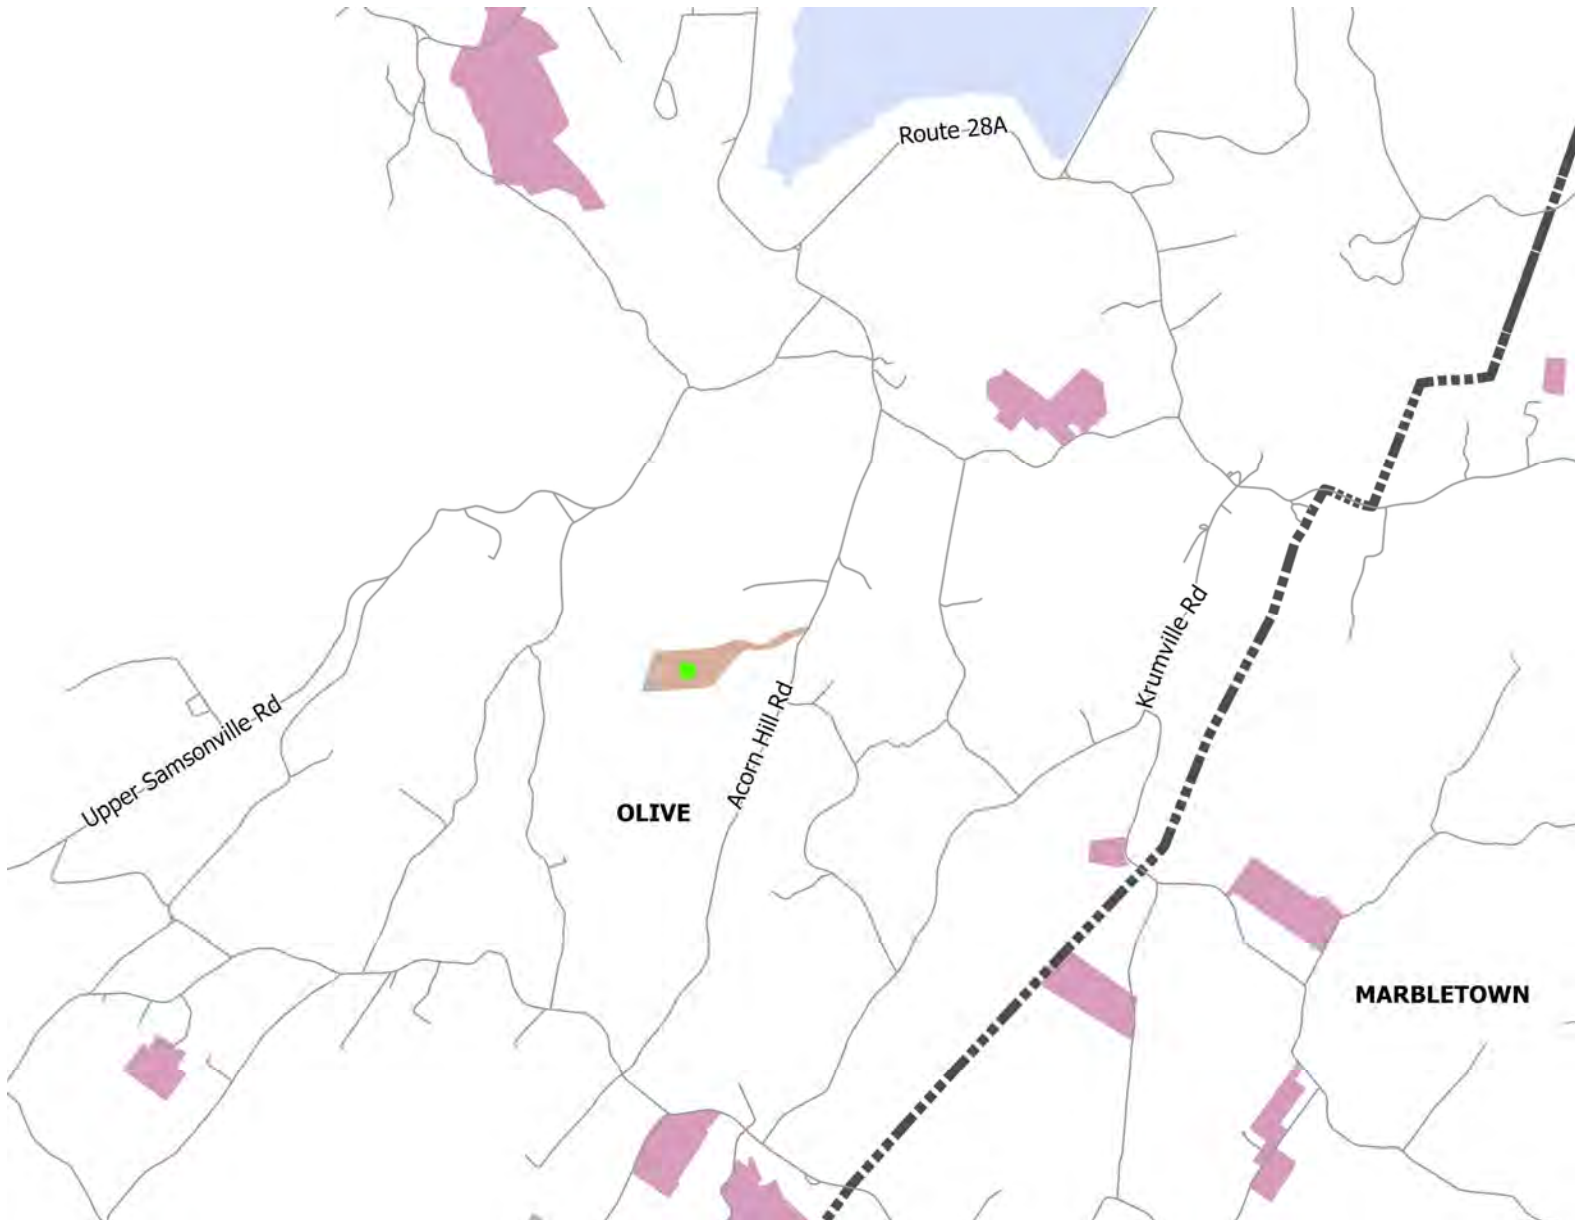 Route 28A
Krumville Rd
Upper Samsonville Rd
Acorn Hill Rd
OLIVE
MARBLETOWN